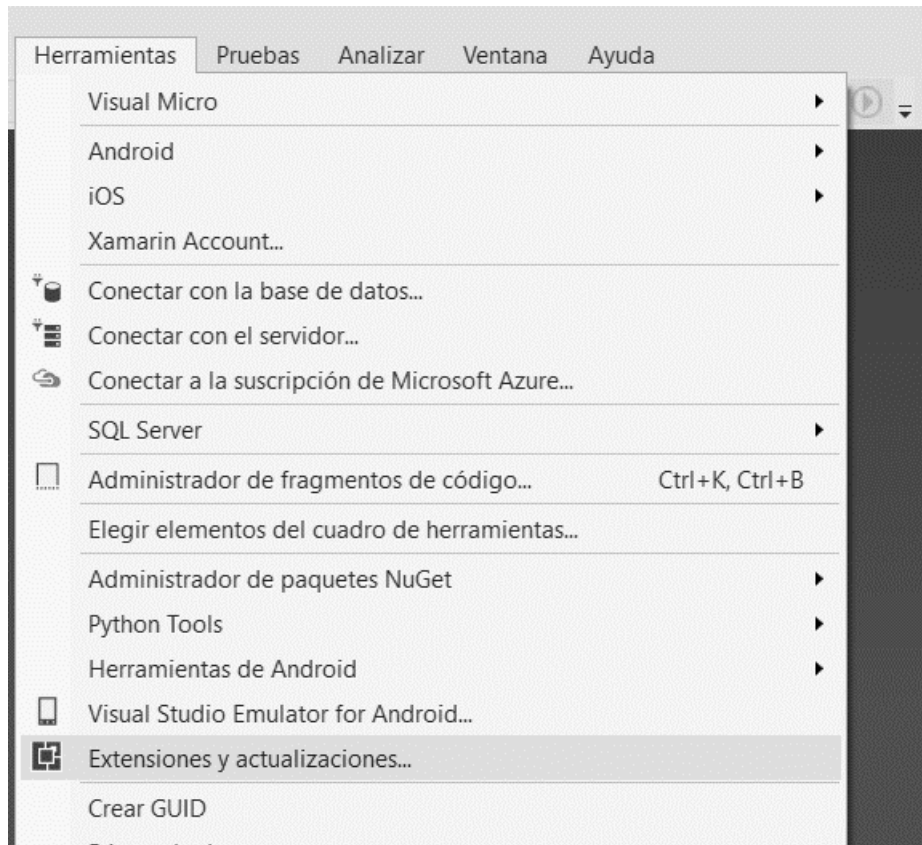 Herramientas Pruebas Analizar Ventana Ayuda
Visual Micro
Android
iOS
Xamarin Account...
Conectar con la base de datos...
Conectar con el servidor...
Conectar a la suscripción de Microsoft Azure...
SQL Server
Administrador de fragmentos de código... Ctrl+K, Ctrl+B
Elegir elementos del cuadro de herramientas...
Administrador de paquetes NuGet
Python Tools
Herramientas de Android
Visual Studio Emulator for Android...
Extensiones y actualizaciones...
Crear GUID